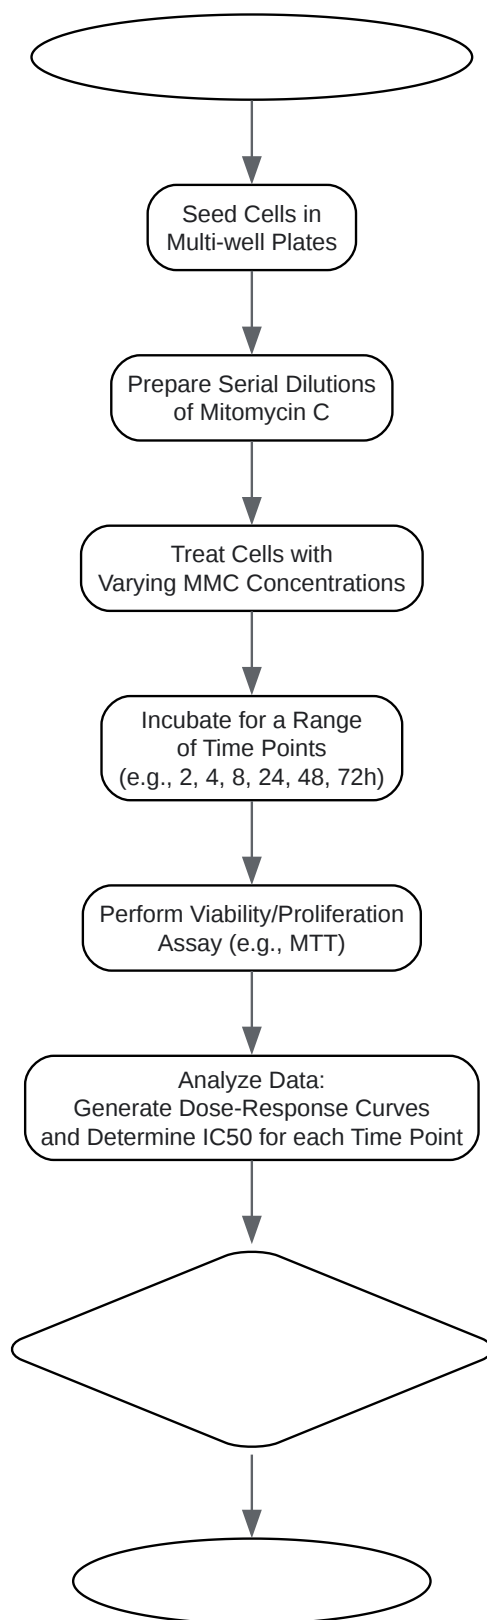 Seed Cells in
Multi-well Plates
Prepare Serial Dilutions
of Mitomycin C
Treat Cells with
Varying MMC Concentrations
Incubate for a Range
of Time Points
(e.g., 2, 4, 8, 24, 48, 72h)
Perform Viability/Proliferation
Assay (e.g., MTT)
Analyze Data:
Generate Dose-Response Curves
and Determine IC50 for each Time Point